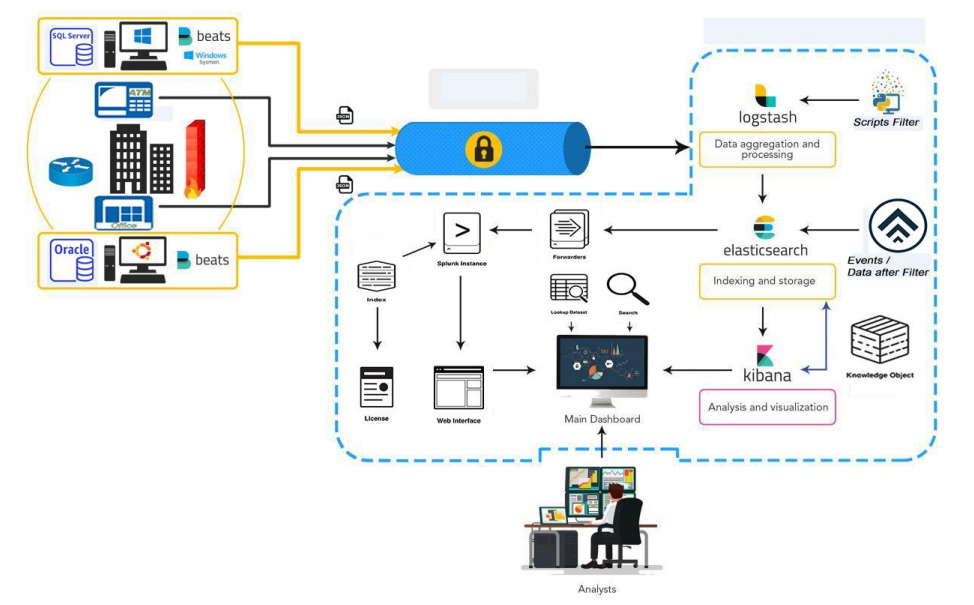 SQL Server
beats
Windows
Sysmon
ATM
JSON
logstash
Scripts Filter
Data aggregation and
processing
Office
JSON
Oracle
beats
Splunk Instance
Forwarders
elasticsearch
Events /
Data after Filter
Indexing and storage
Index
Lookup Dataset
Search
kibana
Knowledge Object
License
Web Interface
Main Dashboard
Analysis and visualization
Analysts